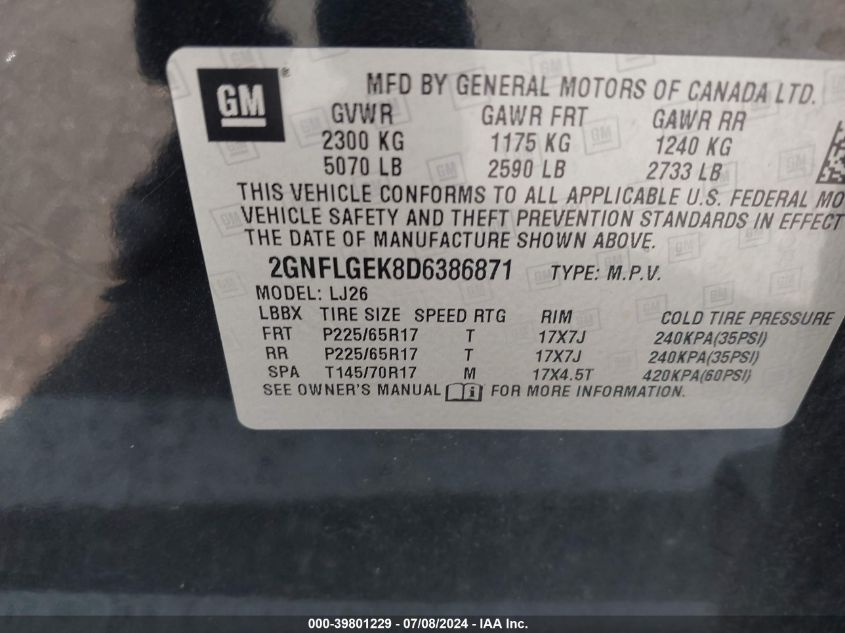 GM ®
MFD BY GENERAL MOTORS OF CANADA LTD.
GVWR GAWR FRT GAWR RR
2300 KG 1175 KG 1240 KG
5070 LB 2590 LB 2733 LB
THIS VEHICLE CONFORMS TO ALL APPLICABLE U.S. FEDERAL MO
VEHICLE SAFETY AND THEFT PREVENTION STANDARDS IN EFFECT
THE DATE OF MANUFACTURE SHOWN ABOVE.
2GNFLGEK8D6386871 TYPE: M.P.V.
MODEL: LJ26
LBBX TIRE SIZE SPEED RTG RIM COLD TIRE PRESSURE
FRT P225/65R17 T 17X7J 240KPA(35PSI)
RR P225/65R17 T 17X7J 240KPA(35PSI)
SPA T145/70R17 M 17X4.5T 420KPA(60PSI)
SEE OWNER'S MANUAL FOR MORE INFORMATION.
000-39801229 - 07/08/2024 - IAA Inc.